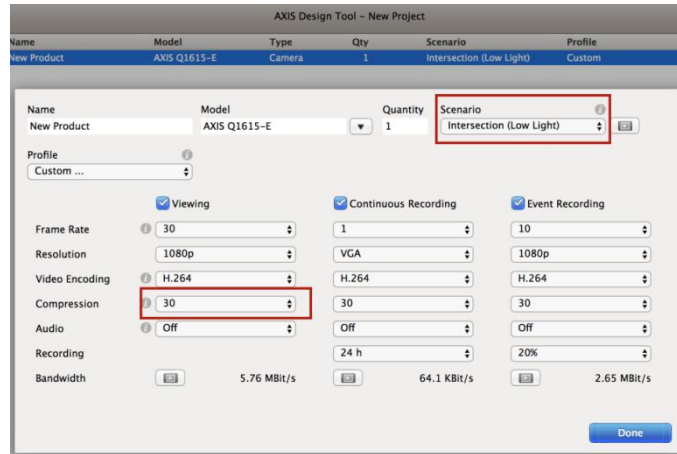 AXIS Design Tool – New Project
Name Model Type Qty Scenario Profile
New Product AXIS Q1615-E Camera 1 Intersection (Low Light) Custom
Name Model Quantity Scenario
New Product AXIS Q1615-E 1 Intersection (Low Light)
Profile
Custom ...
Viewing Continuous Recording Event Recording
Frame Rate 30 1 10
Resolution 1080p VGA 1080p
Video Encoding H.264 H.264 H.264
Compression 30 30 30
Audio Off Off Off
Recording 24 h 20%
Bandwidth 5.76 MBit/s 64.1 KBit/s 2.65 MBit/s
Done